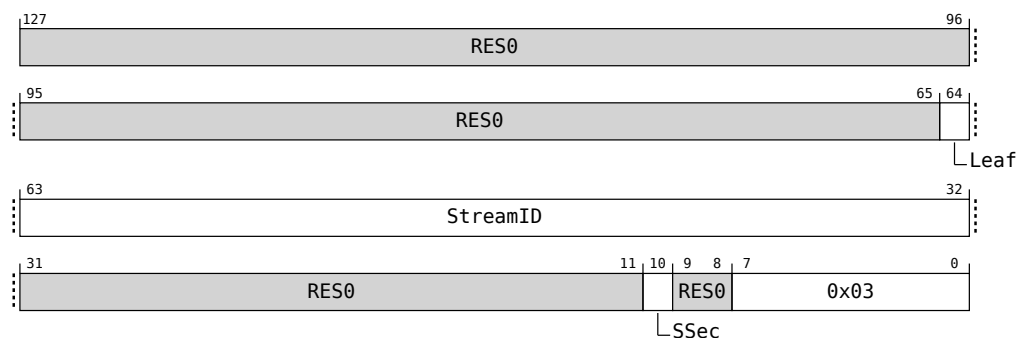 127 96
RES0
95 65 64
RES0
Leaf
63 32
StreamID
31 11 10 9 8 7 0
RES0 RES0 0x03
SSec